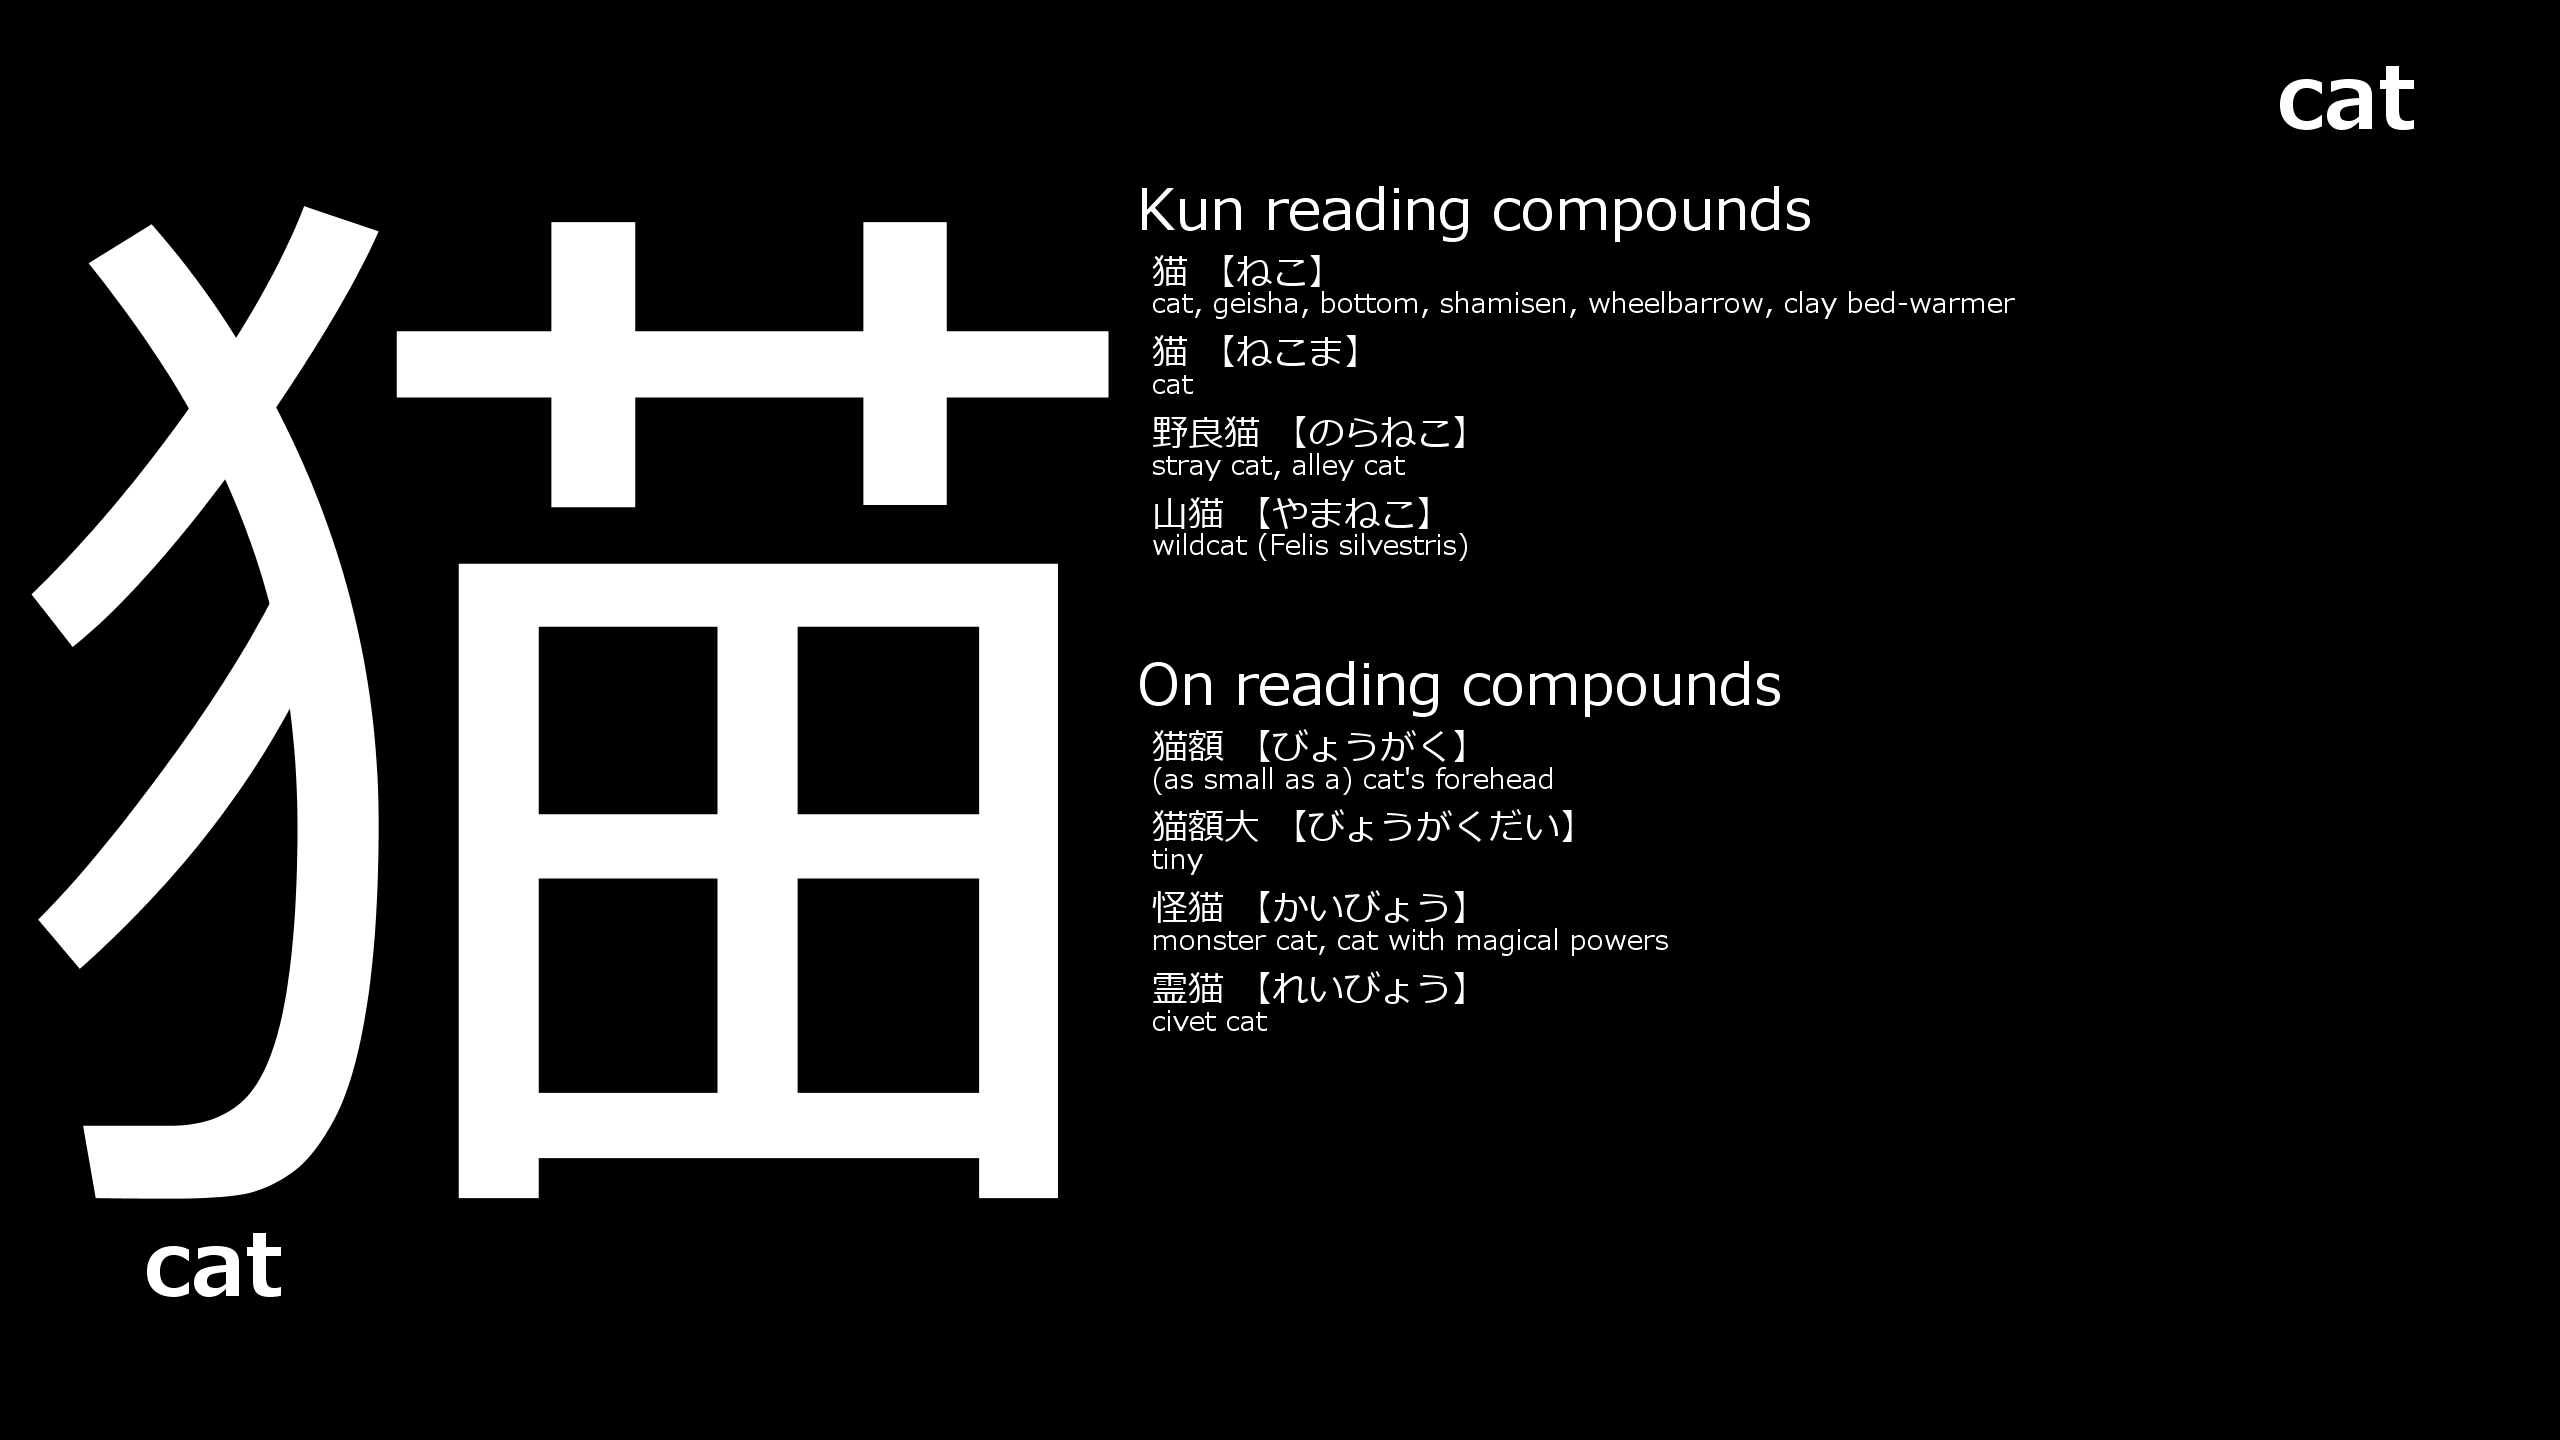 cat
猫
cat
Kun reading compounds
猫 【ねこ】
cat, geisha, bottom, shamisen, wheelbarrow, clay bed-warmer
猫 【ねこま】
cat
野良猫 【のらねこ】
stray cat, alley cat
山猫 【やまねこ】
wildcat (Felis silvestris)
On reading compounds
猫額 【びょうがく】
(as small as a) cat's forehead
猫額大 【びょうがくだい】
tiny
怪猫 【かいびょう】
monster cat, cat with magical powers
霊猫 【れいびょう】
civet cat